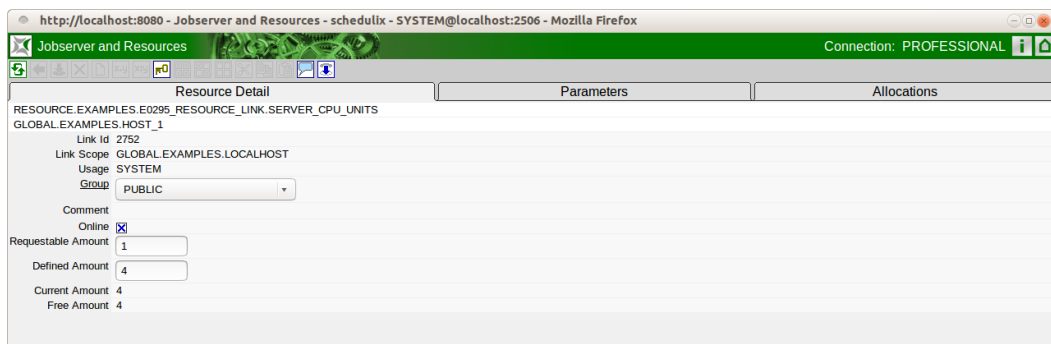 http://localhost:8080 - Jobserver and Resources - schedulix - SYSTEM@localhost:2506 - Mozilla Firefox
Jobserver and Resources
Connection: PROFESSIONAL
Resource Detail
Parameters
Allocations
RESOURCE.EXAMPLES.E0295_RESOURCE_LINK.SERVER_CPU_UNITS
GLOBAL.EXAMPLES.HOST_1
Link Id 2752
Link Scope GLOBAL.EXAMPLES.LOCALHOST
Usage SYSTEM
Group PUBLIC
Comment
Online
Requestable Amount 1
Defined Amount 4
Current Amount 4
Free Amount 4